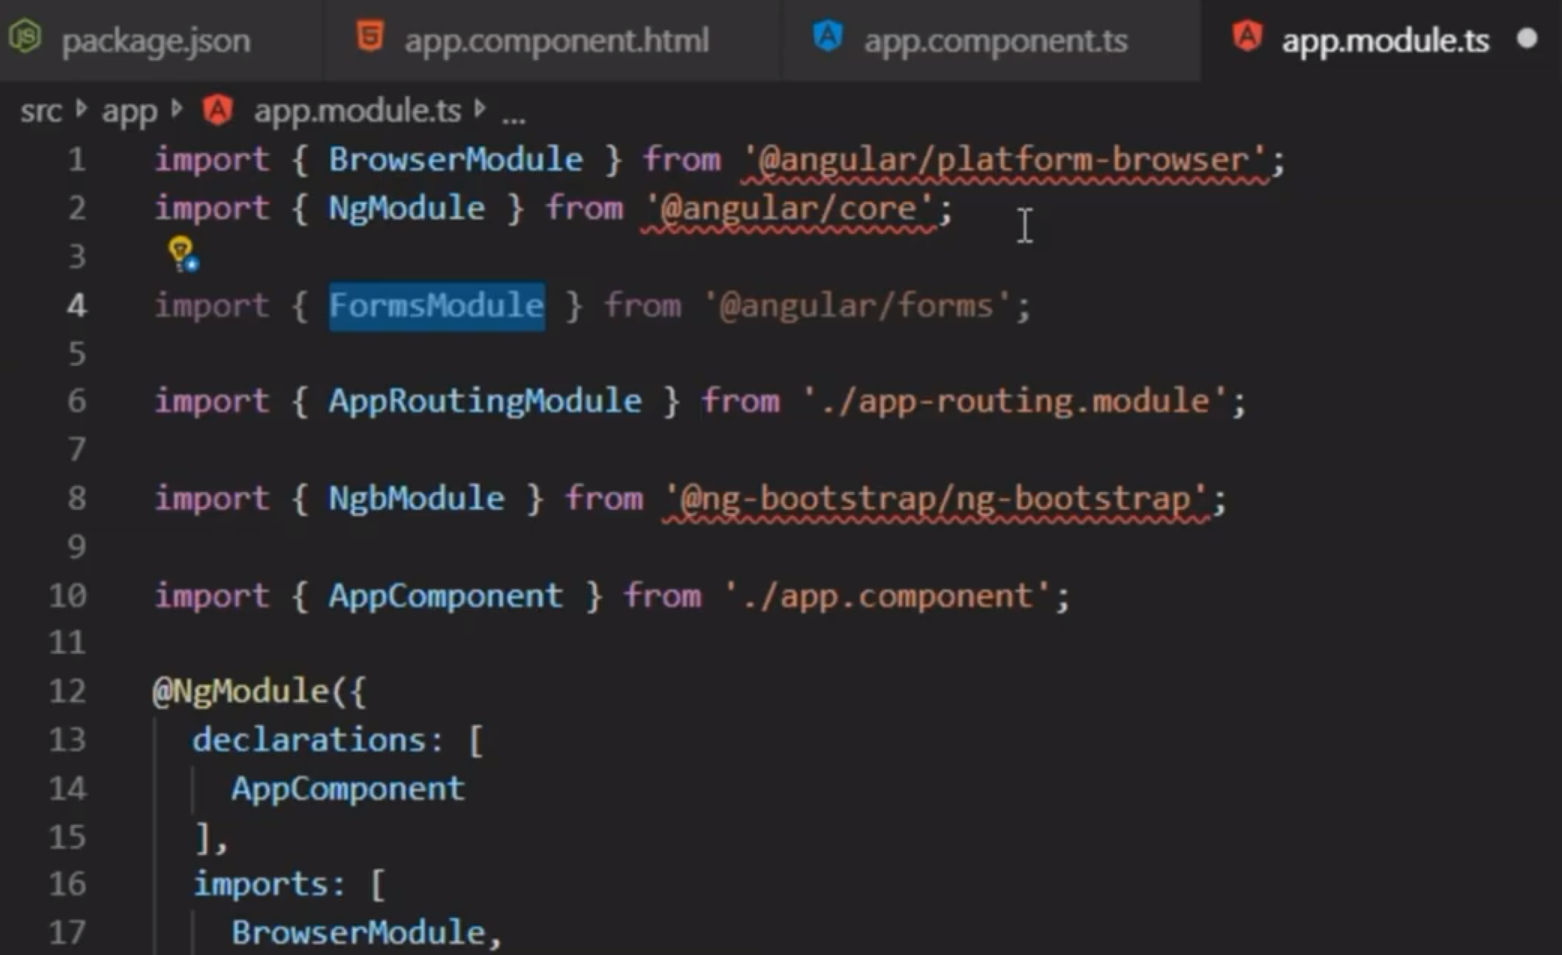 package.json app.component.html app.component.ts app.module.ts
src app app.module.ts ...
1 import { BrowserModule } from '@angular/platform-browser';
2 import { NgModule } from '@angular/core';
3
4 import { FormsModule } from '@angular/forms';
5
6 import { AppRoutingModule } from './app-routing.module';
7
8 import { NgbModule } from '@ng-bootstrap/ng-bootstrap';
9
10 import { AppComponent } from './app.component';
11
12 @NgModule({
13 declarations: [
14 AppComponent
15 ],
16 imports: [
17 BrowserModule,